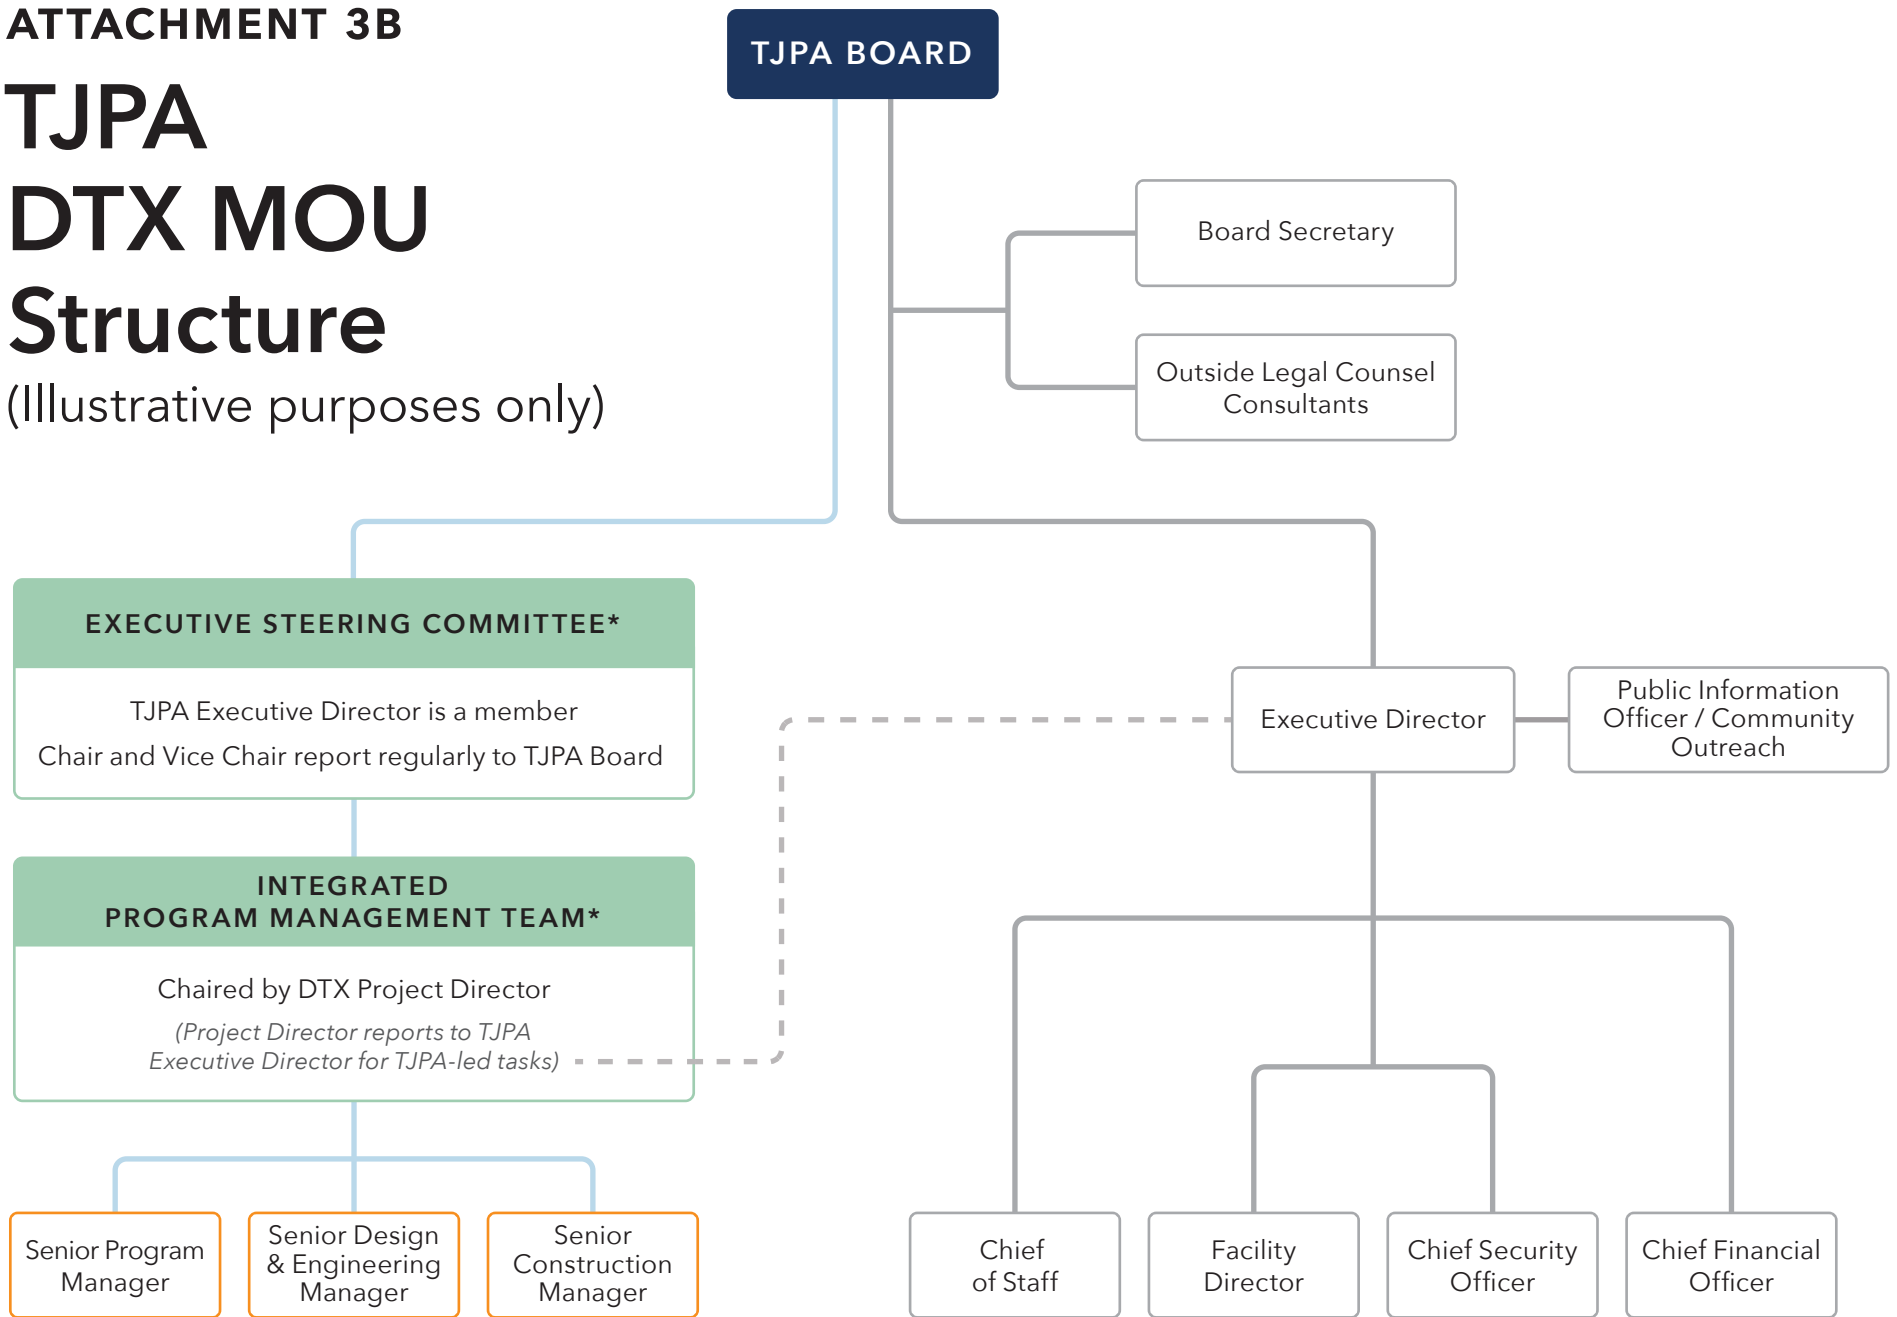 ATTACHMENT 3B
TJPA
DTX MOU
Structure
(Illustrative purposes only)
TJPA BOARD
Board Secretary
Outside Legal Counsel
Consultants
EXECUTIVE STEERING COMMITTEE*
TJPA Executive Director is a member
Chair and Vice Chair report regularly to TJPA Board
Executive Director
Public Information
Officer / Community
Outreach
INTEGRATED
PROGRAM MANAGEMENT TEAM*
Chaired by DTX Project Director
(Project Director reports to TJPA
Executive Director for TJPA-led tasks)
Senior Program
Manager
Senior Design
& Engineering
Manager
Senior
Construction
Manager
Chief
of Staff
Facility
Director
Chief Security
Officer
Chief Financial
Officer